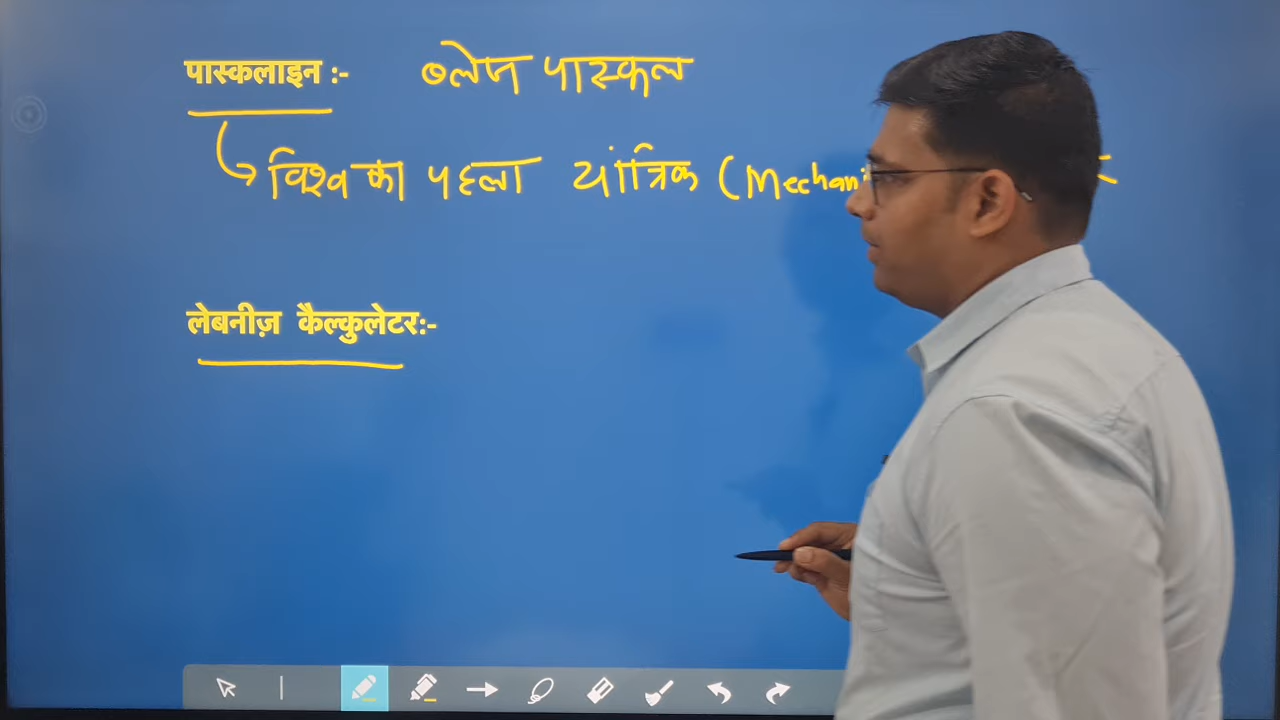 पास्कलाइन :- ब्लेज पास्कल
विश्व का पहला यांत्रिक (Mechani
लेबनीज़ कैल्कुलेटर:-